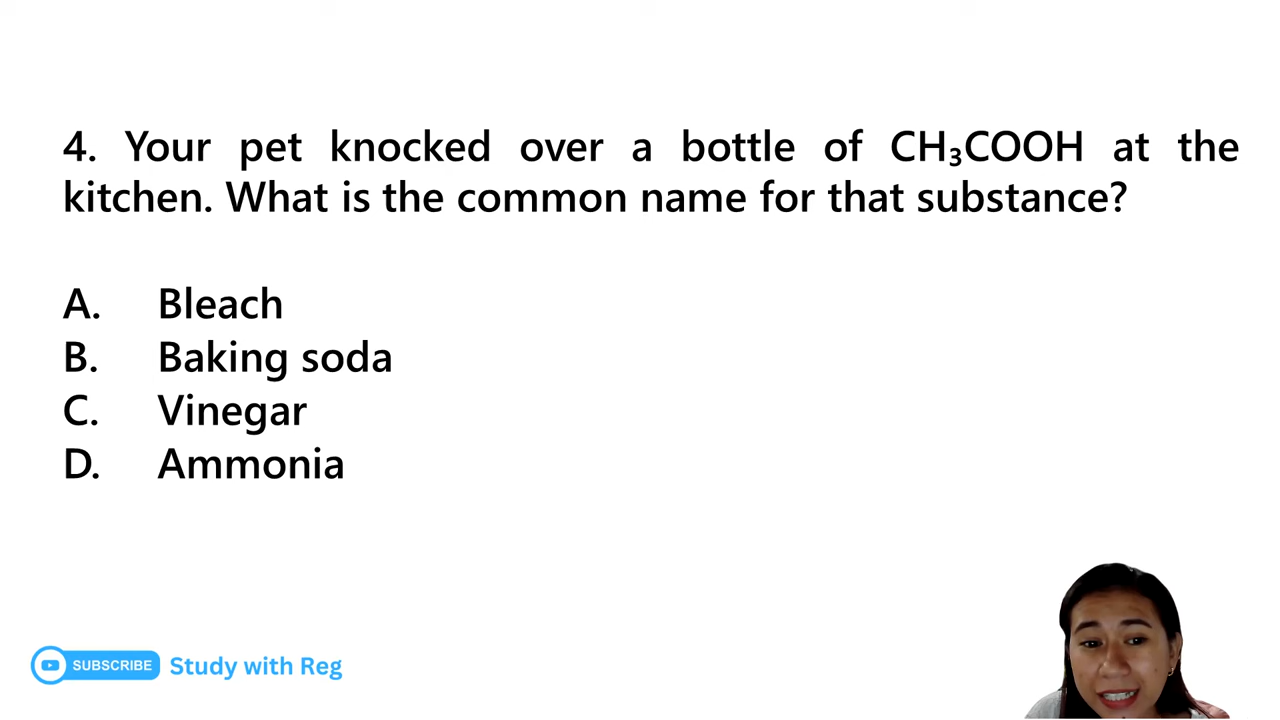 4. Your pet knocked over a bottle of CH₃COOH at the
kitchen. What is the common name for that substance?
A. Bleach
B. Baking soda
C. Vinegar
D. Ammonia
SUBSCRIBE Study with Reg